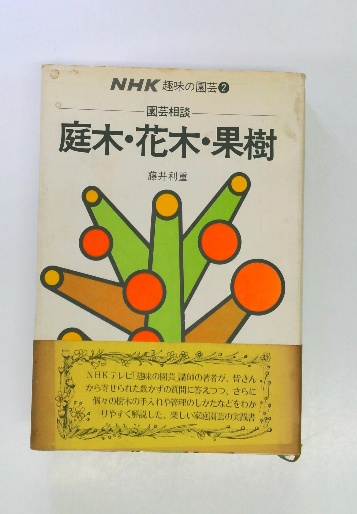 NHK 趣味の園芸②
園芸相談
庭木・花木・果樹
藤井利重
NHKテレビ「趣味の園芸」講師の著者が、皆さん
から寄せられた数かずの質問に答えつつ、さらに
個々の樹木の手入れや管理のしかたなどをわか
りやすく解説した、楽しい家庭園芸の実践書